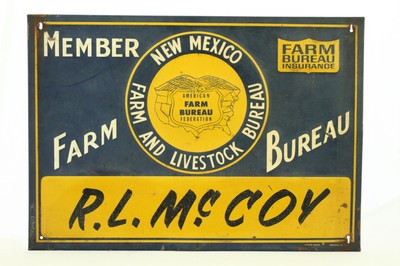 MEMBER
NEW MEXICO
FARM AND LIVESTOCK BUREAU
AMERICAN
FARM
BUREAU
FEDERATION
FARM
BUREAU
INSURANCE
FARM BUREAU
R.L. McCOY